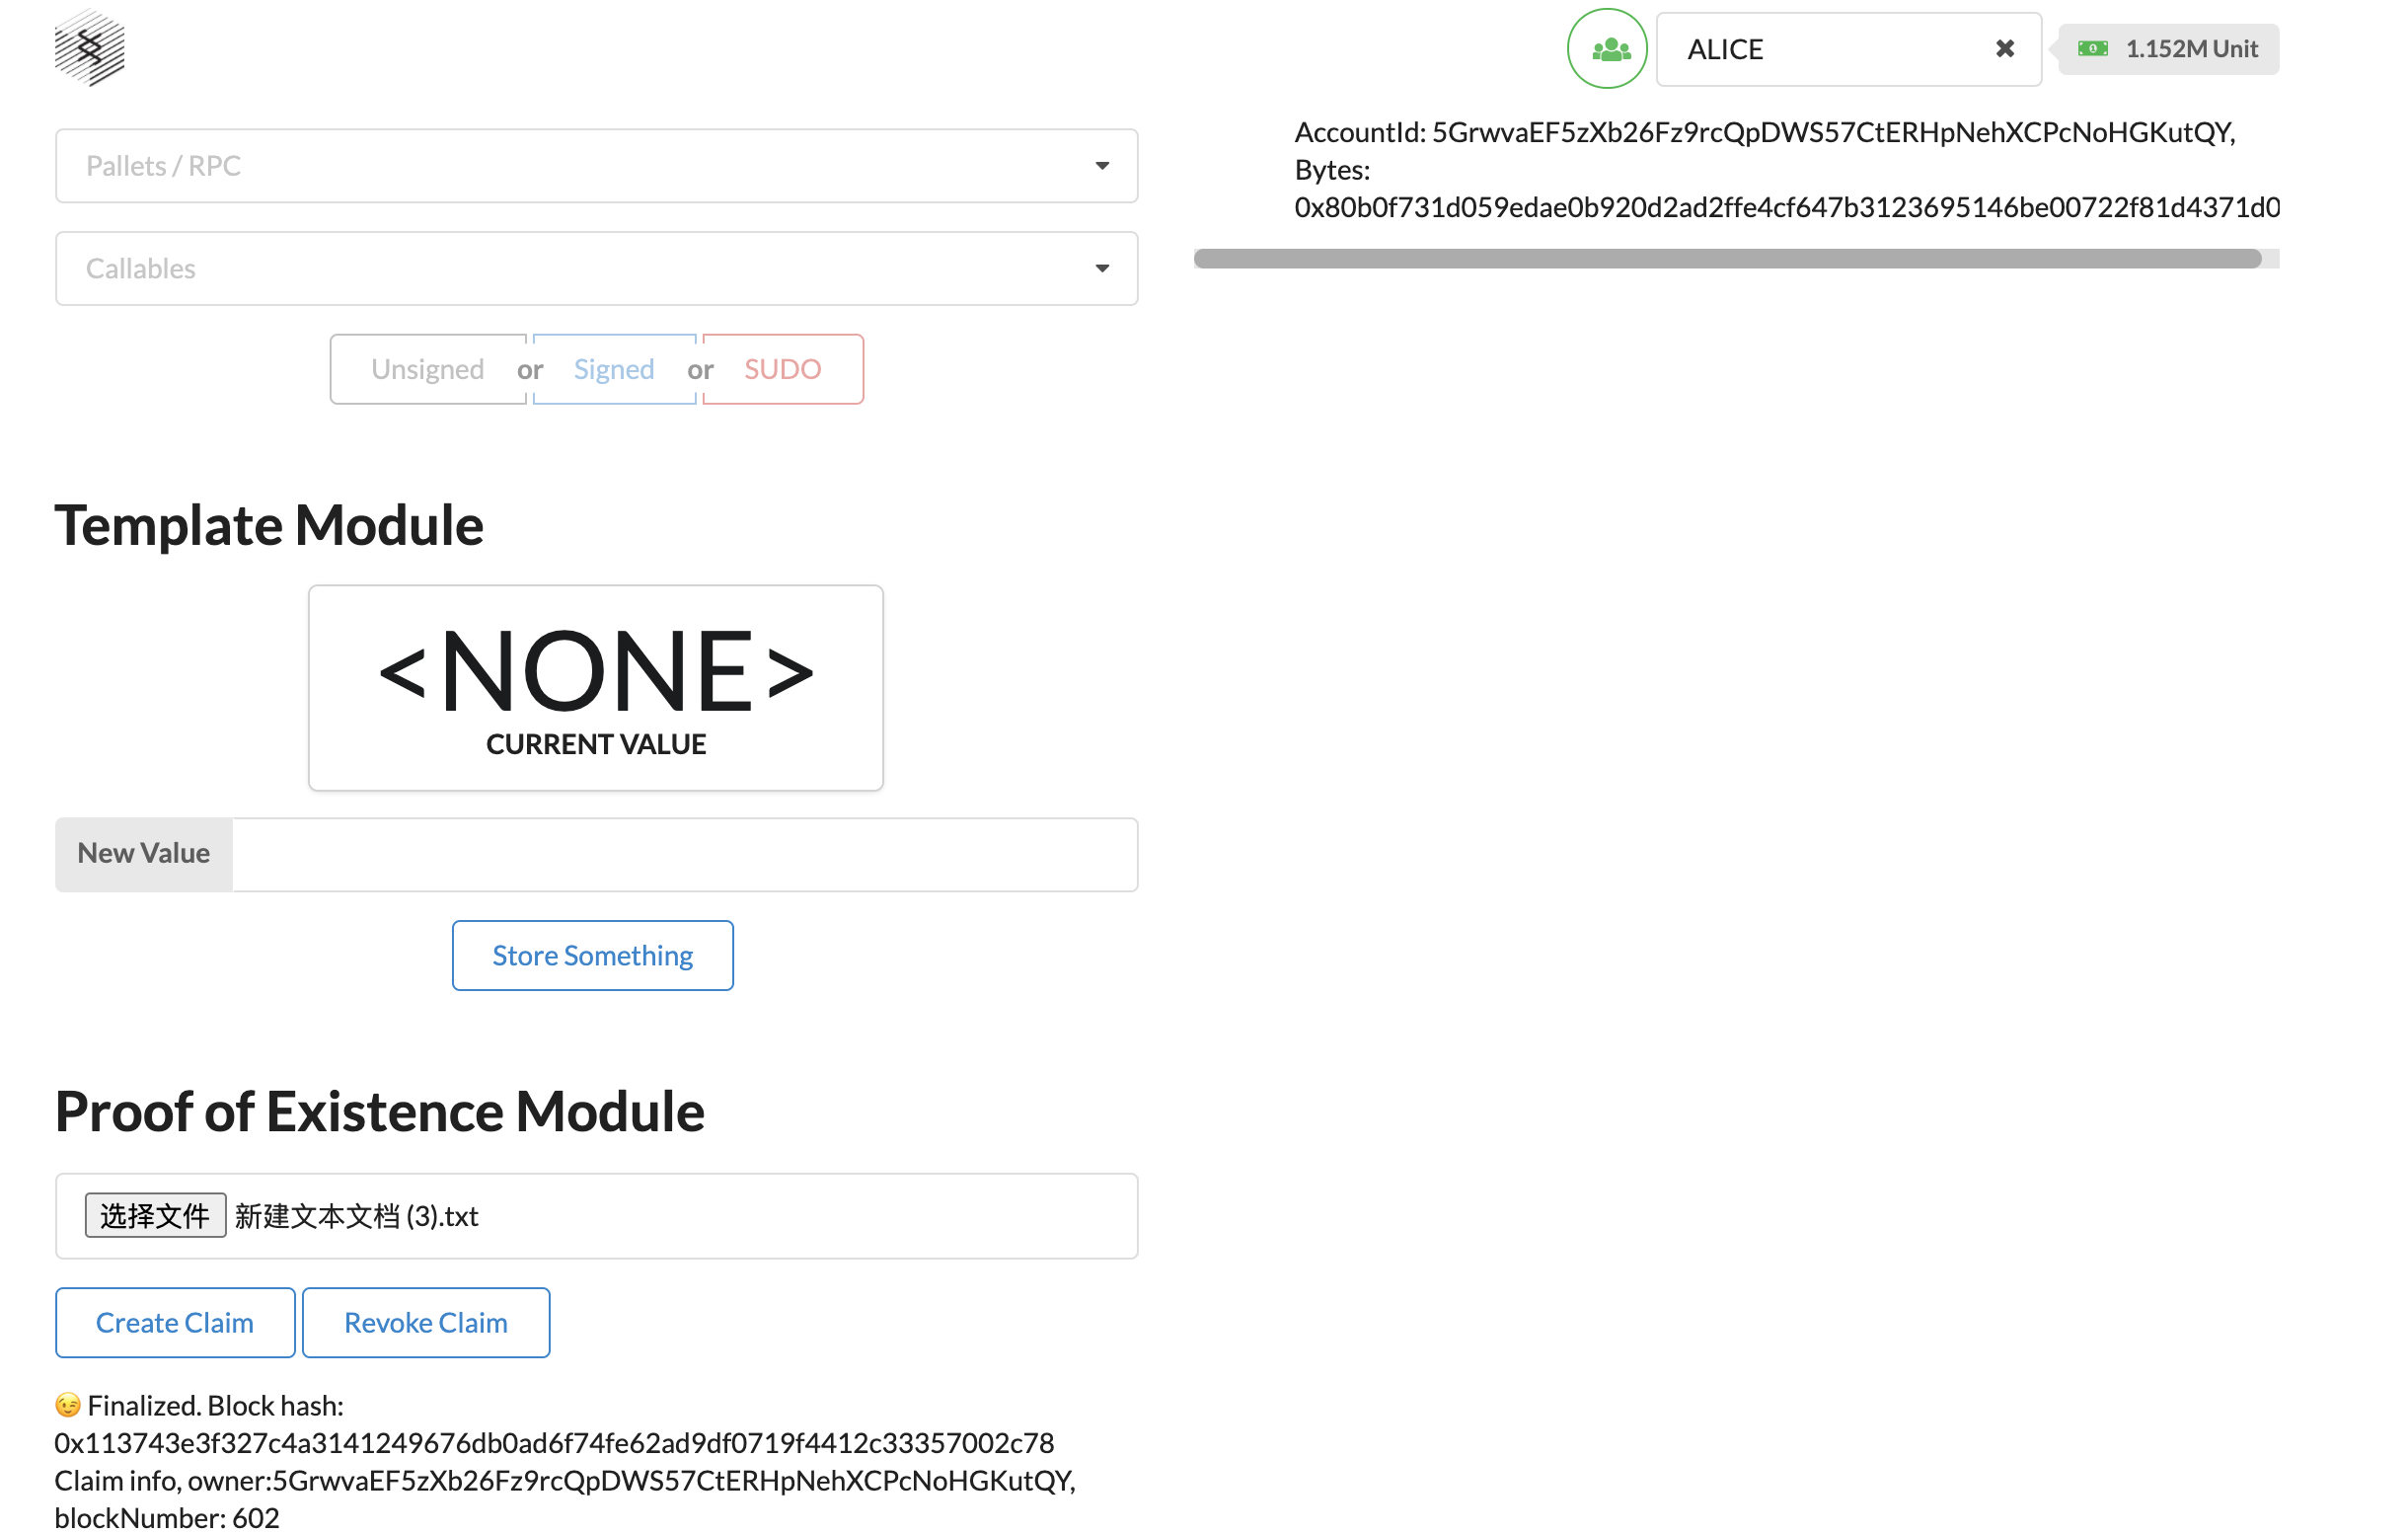 ALICE
1.152M Unit
Pallets / RPC
Callables
Unsigned or Signed or SUDO
AccountId: 5GrwvaEF5zXb26Fz9rcQpDWS57CtERHpNehXCPcNoHGKutQY,
Bytes:
0x80b0f731d059edae0b920d2ad2ffe4cf647b3123695146be00722f81d4371d0
Template Module
<NONE>
CURRENT VALUE
New Value
Store Something
Proof of Existence Module
选择文件 新建文本文档 (3).txt
Create Claim Revoke Claim
😉 Finalized. Block hash:
0x113743e3f327c4a3141249676db0ad6f74fe62ad9df0719f4412c33357002c78
Claim info, owner:5GrwvaEF5zXb26Fz9rcQpDWS57CtERHpNehXCPcNoHGKutQY,
blockNumber: 602